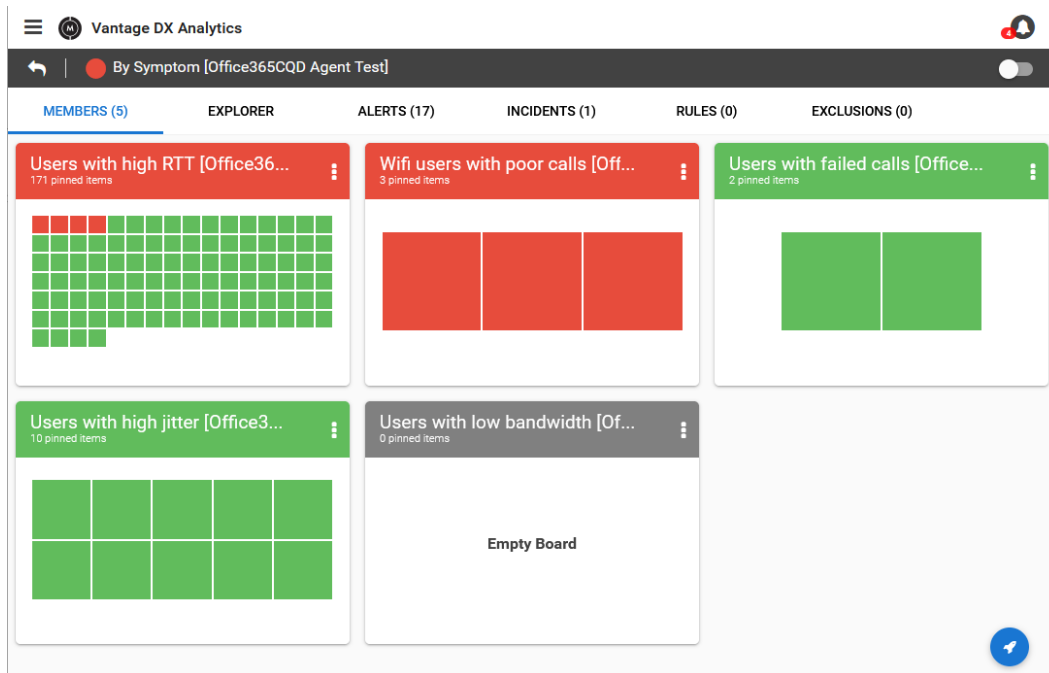 M Vantage DX Analytics
4
By Symptom [Office365CQD Agent Test]
MEMBERS (5) EXPLORER ALERTS (17) INCIDENTS (1) RULES (0) EXCLUSIONS (0)
Users with high RTT [Office36...
171 pinned items
Wifi users with poor calls [Off...
3 pinned items
Users with failed calls [Office...
2 pinned items
Users with high jitter [Office3...
10 pinned items
Users with low bandwidth [Of...
0 pinned items
Empty Board